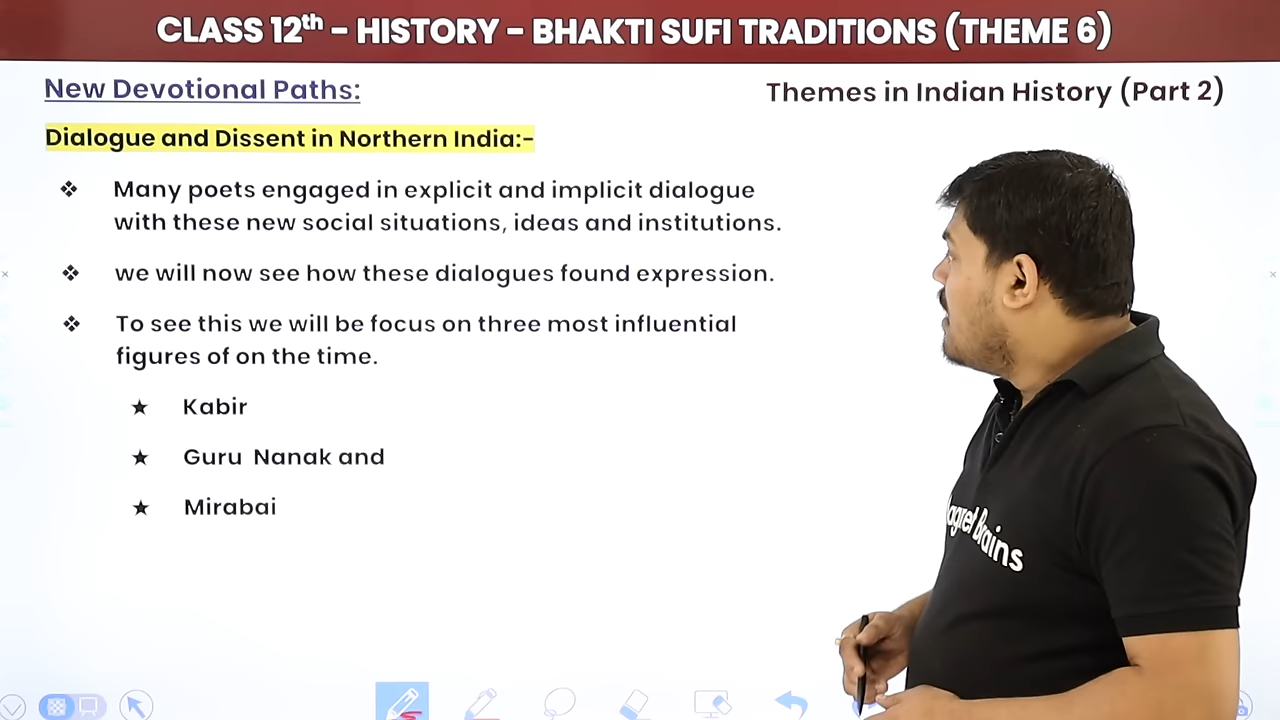 CLASS 12th - HISTORY - BHAKTI SUFI TRADITIONS (THEME 6)
New Devotional Paths:
Themes in Indian History (Part 2)
Dialogue and Dissent in Northern India:-
❖ Many poets engaged in explicit and implicit dialogue
with these new social situations, ideas and institutions.
❖ we will now see how these dialogues found expression.
❖ To see this we will be focus on three most influential
figures of on the time.
★ Kabir
★ Guru Nanak and
★ Mirabai
Brains